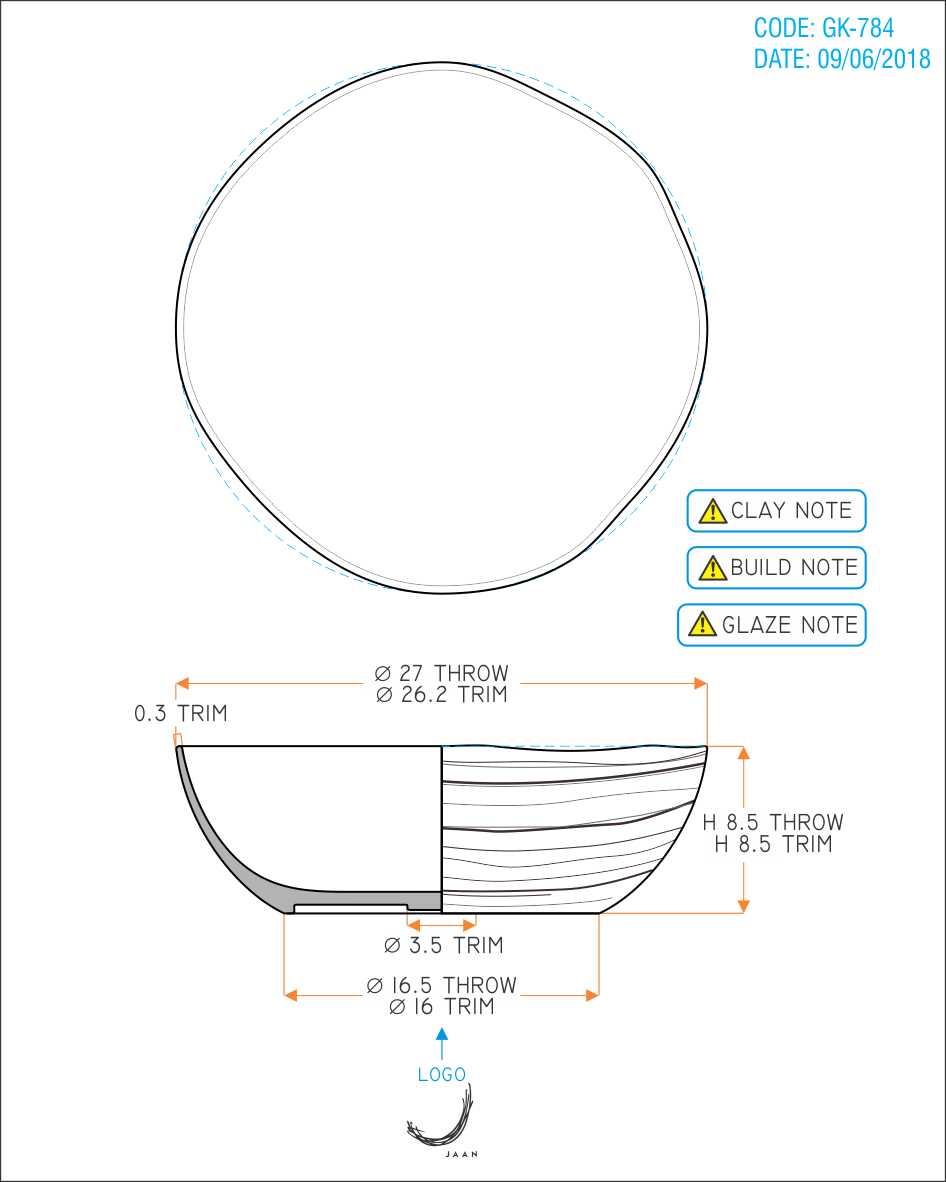 CODE: GK-784
DATE: 09/06/2018
CLAY NOTE
BUILD NOTE
GLAZE NOTE
Ø 27 THROW
Ø 26.2 TRIM
0.3 TRIM
H 8.5 THROW
H 8.5 TRIM
Ø 3.5 TRIM
Ø 16.5 THROW
Ø 16 TRIM
LOGO
JAAN